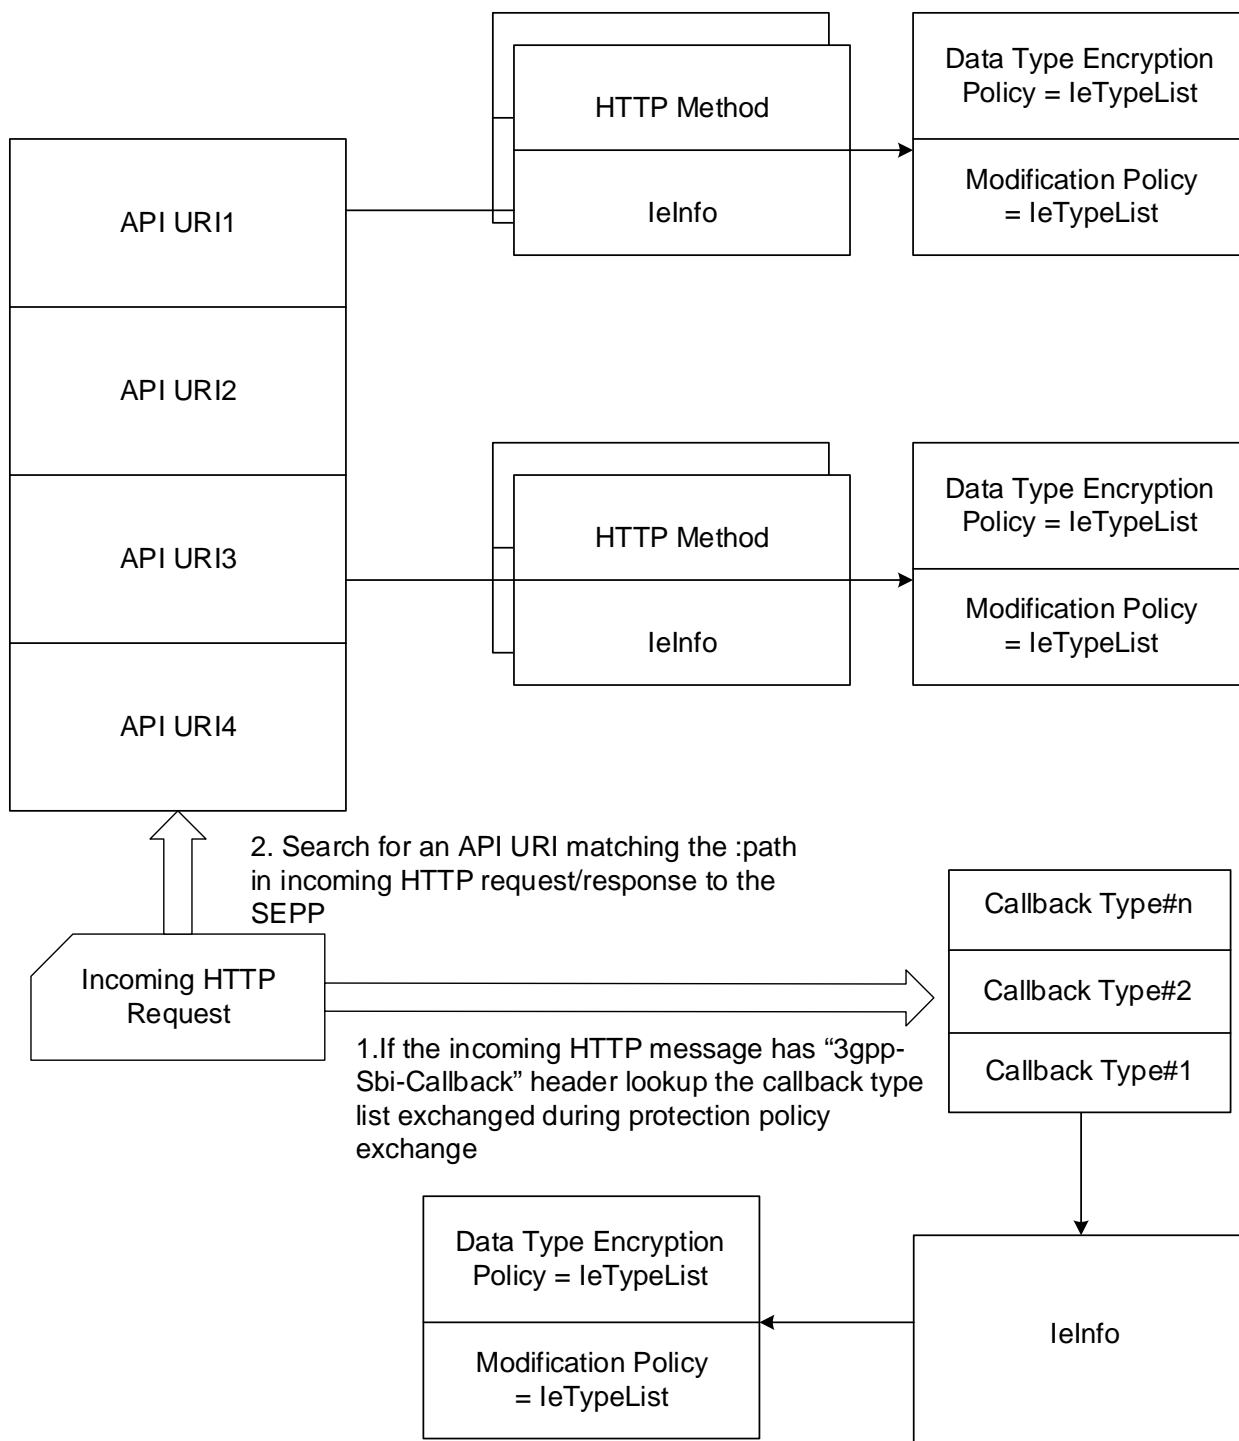 Data Type Encryption
Policy = IeTypeList
HTTP Method
Modification Policy
= IeTypeList
IeInfo
API URI1
API URI2
Data Type Encryption
Policy = IeTypeList
HTTP Method
API URI3
Modification Policy
= IeTypeList
IeInfo
API URI4
2. Search for an API URI matching the :path
in incoming HTTP request/response to the
SEPP
Callback Type#n
Incoming HTTP
Request
Callback Type#2
1.If the incoming HTTP message has “3gpp-
Sbi-Callback” header lookup the callback type
list exchanged during protection policy
exchange
Callback Type#1
Data Type Encryption
Policy = IeTypeList
IeInfo
Modification Policy
= IeTypeList